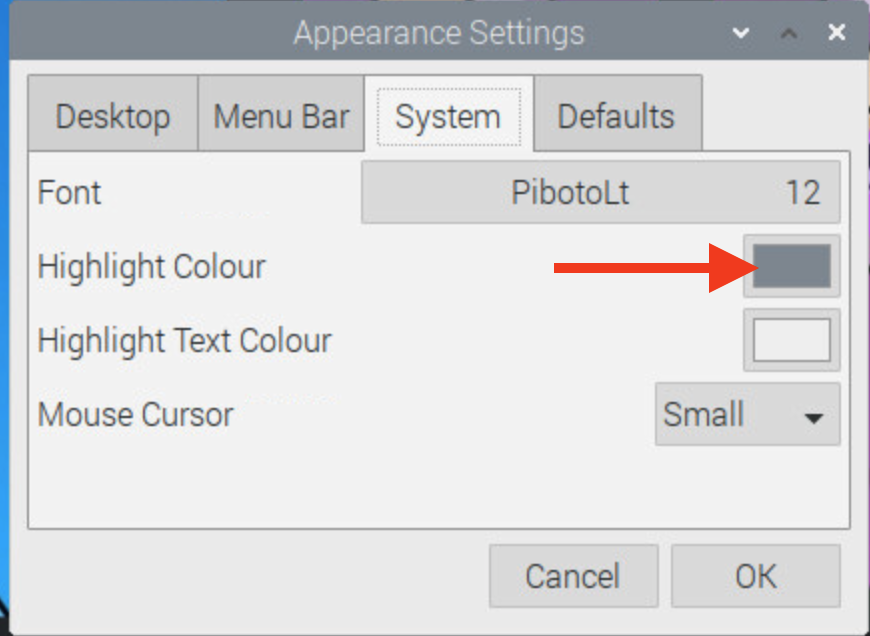 Appearance Settings
Desktop Menu Bar System Defaults
Font PibotoLt 12
Highlight Colour
Highlight Text Colour
Mouse Cursor Small
Cancel OK